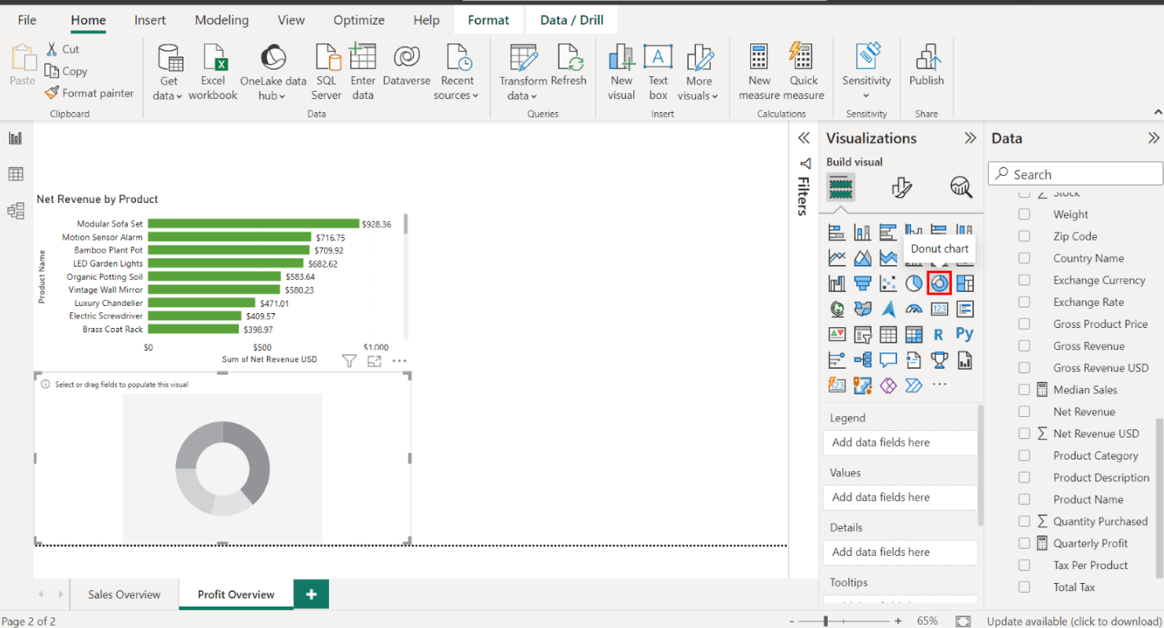 File Home Insert Modeling View Optimize Help Format Data / Drill
Paste
Cut
Copy
Format painter
Clipboard
Get data
Excel workbook
OneLake data hub
SQL Server
Enter data
Dataverse
Recent sources
Data
Transform data
Refresh
Queries
New visual
Text box
More visuals
Insert
New measure
Quick measure
Calculations
Sensitivity
Sensitivity
Publish
Share
Net Revenue by Product
Product Name
Modular Sofa Set $928.36
Motion Sensor Alarm $716.75
Bamboo Plant Pot $709.92
LED Garden Lights $682.62
Organic Potting Soil $583.64
Vintage Wall Mirror $580.23
Luxury Chandelier $471.01
Electric Screwdriver $409.57
Brass Coat Rack $398.97
$0 $500 $1,000
Sum of Net Revenue USD
Select or drag fields to populate this visual
Filters
Visualizations
Build visual
Donut chart
123
R Py
123
Legend
Add data fields here
Values
Add data fields here
Details
Add data fields here
Tooltips
Data
Search
Stock
Weight
Zip Code
Country Name
Exchange Currency
Exchange Rate
Gross Product Price
Gross Revenue
Gross Revenue USD
Median Sales
Net Revenue
Net Revenue USD
Product Category
Product Description
Product Name
Quantity Purchased
Quarterly Profit
Tax Per Product
Total Tax
Sales Overview Profit Overview +
Page 2 of 2
- + 65% Update available (click to download)